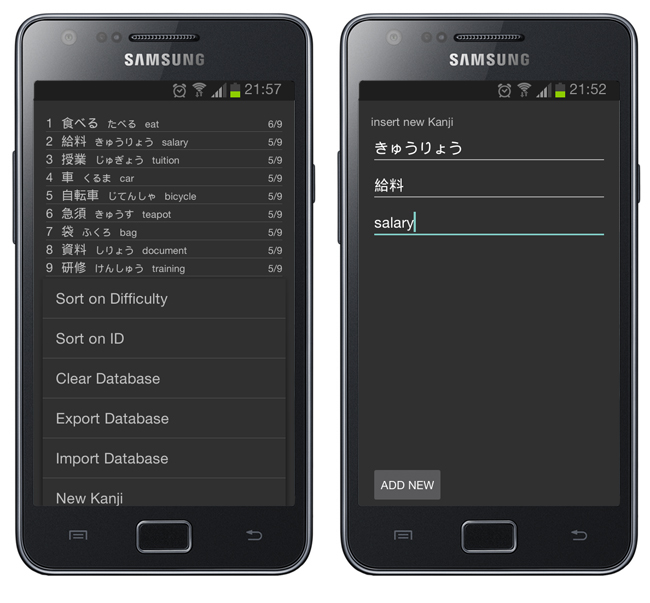 SAMSUNG
21:57
1 食べる たべる eat 6/9
2 給料 きゅうりょう salary 5/9
3 授業 じゅぎょう tuition 5/9
4 車 くるま car 5/9
5 自転車 じてんしゃ bicycle 5/9
6 急須 きゅうす teapot 5/9
7 袋 ふくろ bag 5/9
8 資料 しりょう document 5/9
9 研修 けんしゅう training 5/9
Sort on Difficulty
Sort on ID
Clear Database
Export Database
Import Database
New Kanji
SAMSUNG
21:52
insert new Kanji
きゅうりょう
給料
salary
ADD NEW